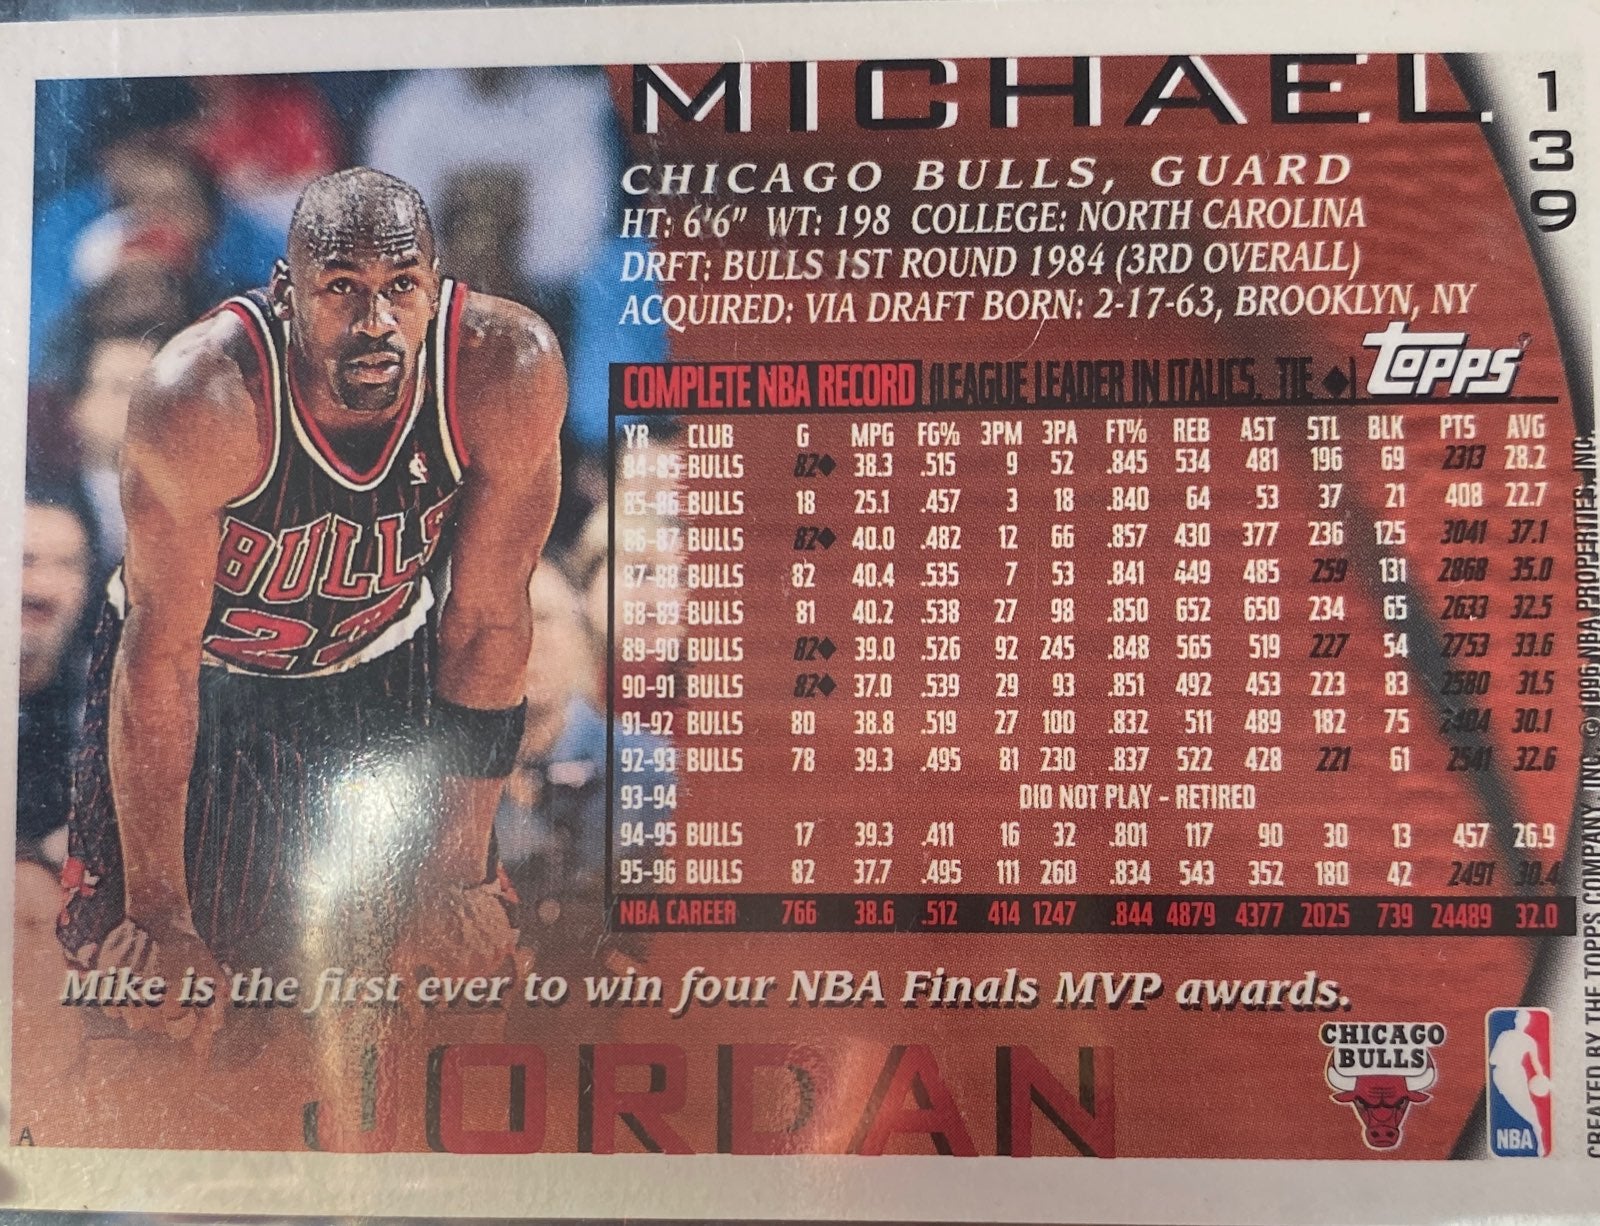 MICHAEL
139
CHICAGO BULLS, GUARD
HT: 6'6" WT: 198 COLLEGE: NORTH CAROLINA
DRFT: BULLS 1ST ROUND 1984 (3RD OVERALL)
ACQUIRED: VIA DRAFT BORN: 2-17-63, BROOKLYN, NY
Topps
COMPLETE NBA RECORD (LEAGUE LEADER IN ITALICS, TIE ◆)
YR CLUB G MPG FG% 3PM 3PA FT% REB AST STL BLK PTS AVG
84-85 BULLS 82◆ 38.3 .515 9 52 .845 534 481 196 69 2313 28.2
85-86 BULLS 18 25.1 .457 3 18 .840 64 53 37 21 408 22.7
86-87 BULLS 82◆ 40.0 .482 12 66 .857 430 377 236 125 3041 37.1
87-88 BULLS 82 40.4 .535 7 53 .841 449 485 259 131 2868 35.0
88-89 BULLS 81 40.2 .538 27 98 .850 652 650 234 65 2633 32.5
89-90 BULLS 82◆ 39.0 .526 92 245 .848 565 519 227 54 2753 33.6
90-91 BULLS 82◆ 37.0 .539 29 93 .851 492 453 223 83 2580 31.5
91-92 BULLS 80 38.8 .519 27 100 .832 511 489 182 75 2404 30.1
92-93 BULLS 78 39.3 .495 81 230 .837 522 428 221 61 2541 32.6
93-94 DID NOT PLAY - RETIRED
94-95 BULLS 17 39.3 .411 16 32 .801 117 90 30 13 457 26.9
95-96 BULLS 82 37.7 .495 111 260 .834 543 352 180 42 2491 30.4
NBA CAREER 766 38.6 .512 414 1247 .844 4879 4377 2025 739 24489 32.0
Mike is the first ever to win four NBA Finals MVP awards.
JORDAN
CHICAGO
BULLS
NBA
CREATED BY THE TOPPS COMPANY, INC. © 1996 NBA PROPERTIES, INC.
BULLS
23
A